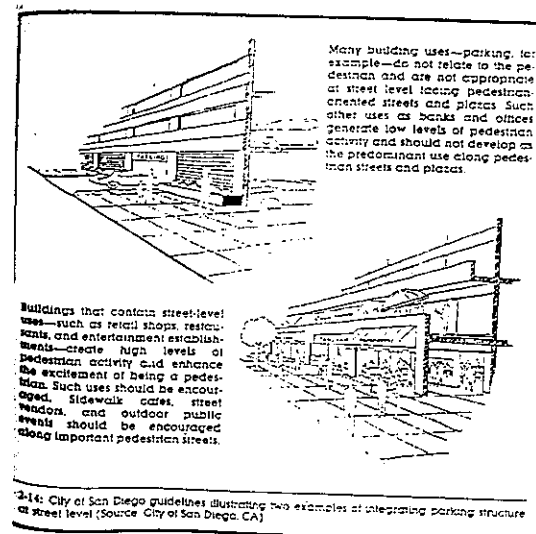 Many building uses—parking, for
example—do not relate to the pe-
destrian and are not appropriate
at street level facing pedestrian-
oriented streets and plazas Such
other uses as banks and offices
generate low levels of pedestrian
activity and should not develop as
the predominant use along pedes-
trian streets and plazas.
PARKING
Buildings that contain street-level
uses—such as retail shops, restau-
rants, and entertainment establish-
ments—create high levels of
pedestrian activity and enhance
the excitement of being a pedes-
trian. Such uses should be encour-
aged. Sidewalk cafes, street
vendors, and outdoor public
events should be encouraged
along important pedestrian streets.
2-14: City of San Diego guidelines illustrating two examples of integrating parking structure
at street level (Source City of San Diego, CA)